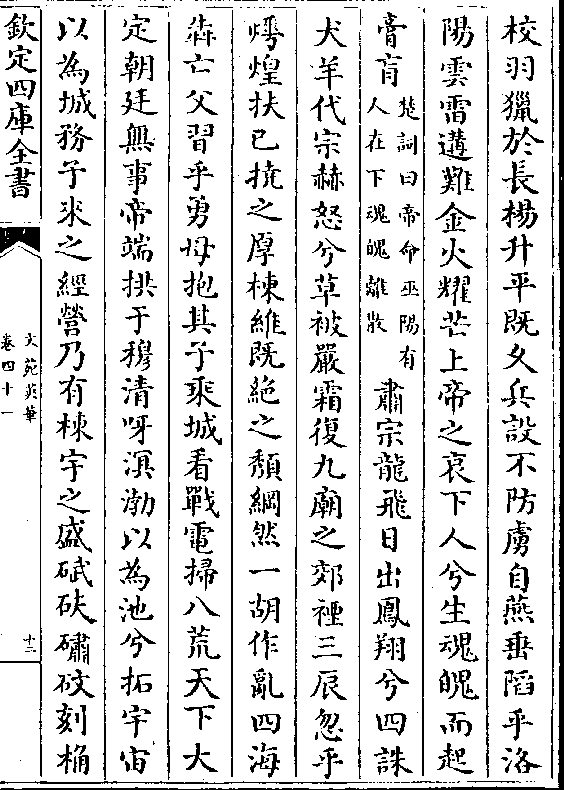 校羽獵於長楊升平既久兵設不防虜自燕垂䧟乎洛
陽雲雷遘難金火耀芒上帝之哀下人兮生魂魄而起
膏肓楚詞曰帝命巫陽有人在下魂魄離散肅宗龍飛日出鳳翔兮四誅
犬羊代宗赫怒兮草被嚴霜復九廟之郊禋三辰忽乎
煒煌扶已撓之厚棟維既絶之頽綱然一胡作亂四海
犇亡父習乎勇母抱其子乘城看戰電掃八荒天下大
定朝廷無事帝端拱于穆清呀溟渤以為池兮拓宇宙
以為城務子來之經營乃有棟宇之盛碔砆礴砇刻桷
欽定四庫全書
文苑英華
卷四十一
十二